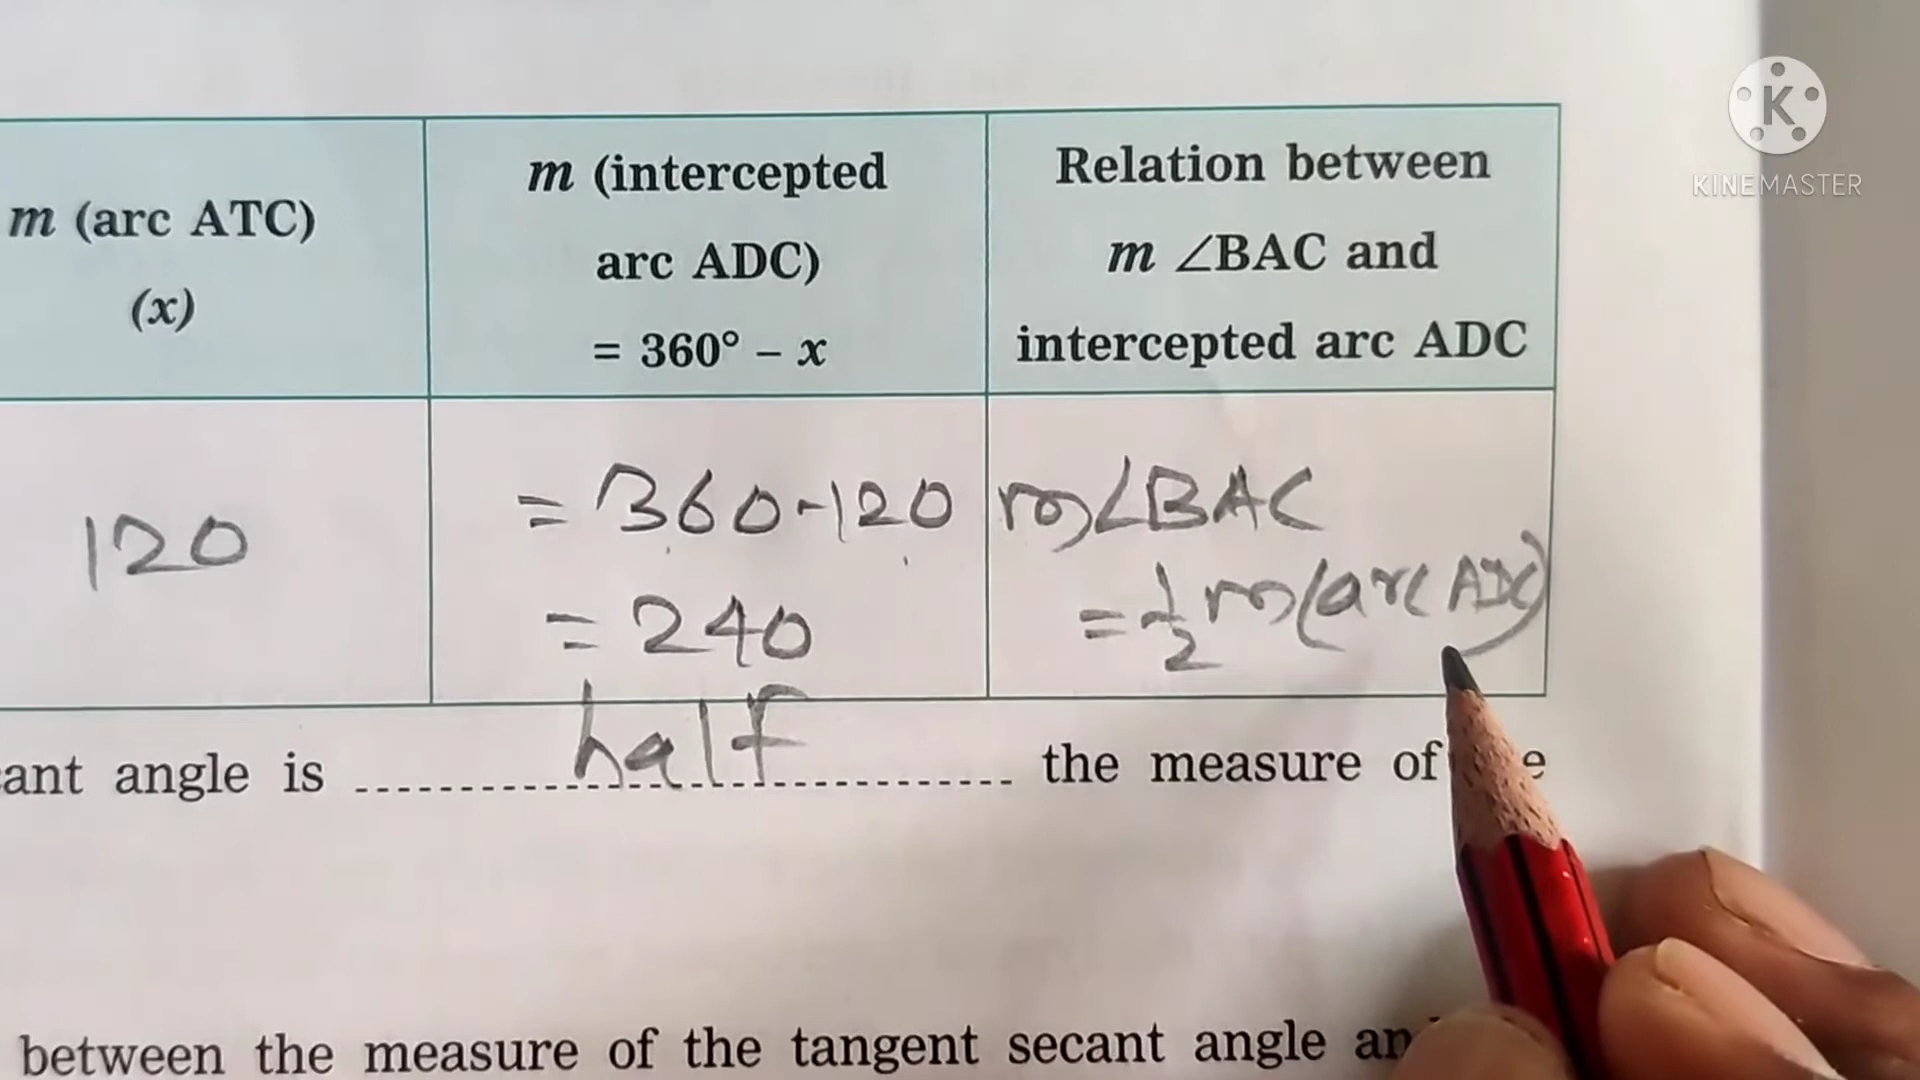 KINEMASTER
m (arc ATC)
(x)
m (intercepted
arc ADC)
= 360° – x
Relation between
m ∠BAC and
intercepted arc ADC
120
= 360-120
= 240
m∠BAC
= 1/2 m(arc ADC)
half
angle is the measure of
between the measure of the tangent secant angle